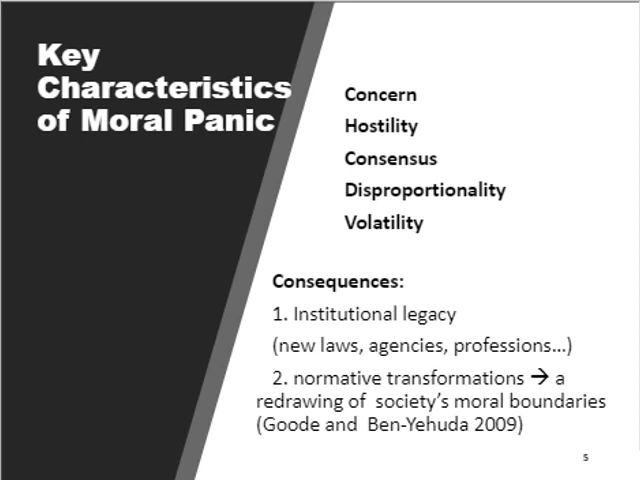 Key
Characteristics
of Moral Panic
Concern
Hostility
Consensus
Disproportionality
Volatility
Consequences:
1. Institutional legacy
(new laws, agencies, professions…)
2. normative transformations → a
redrawing of society’s moral boundaries
(Goode and Ben-Yehuda 2009)
5